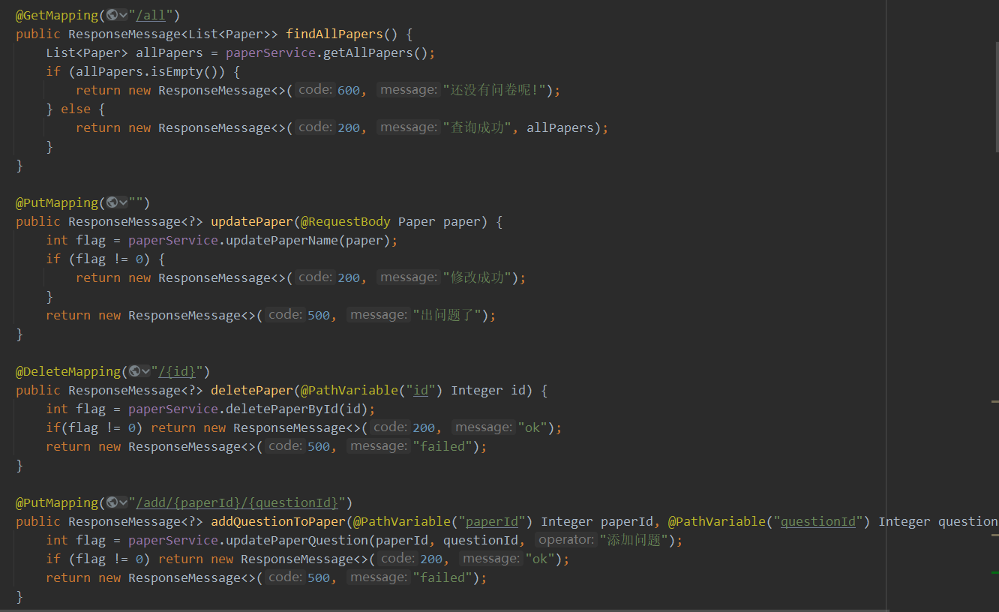 @GetMapping("/all")
public ResponseMessage<List<Paper>> findAllPapers() {
List<Paper> allPapers = paperService.getAllPapers();
if (allPapers.isEmpty()) {
return new ResponseMessage<>( code: 600, message: "还没有问卷呢!");
} else {
return new ResponseMessage<>( code: 200, message: "查询成功", allPapers);
}
}
@PutMapping("")
public ResponseMessage<?> updatePaper(@RequestBody Paper paper) {
int flag = paperService.updatePaperName(paper);
if (flag != 0) {
return new ResponseMessage<>( code: 200, message: "修改成功");
}
return new ResponseMessage<>( code: 500, message: "出问题了");
}
@DeleteMapping("/{id}")
public ResponseMessage<?> deletePaper(@PathVariable("id") Integer id) {
int flag = paperService.deletePaperById(id);
if(flag != 0) return new ResponseMessage<>( code: 200, message: "ok");
return new ResponseMessage<>( code: 500, message: "failed");
}
@PutMapping("/add/{paperId}/{questionId}")
public ResponseMessage<?> addQuestionToPaper(@PathVariable("paperId") Integer paperId, @PathVariable("questionId") Integer question
int flag = paperService.updatePaperQuestion(paperId, questionId, operator: "添加问题");
if (flag != 0) return new ResponseMessage<>( code: 200, message: "ok");
return new ResponseMessage<>( code: 500, message: "failed");
}